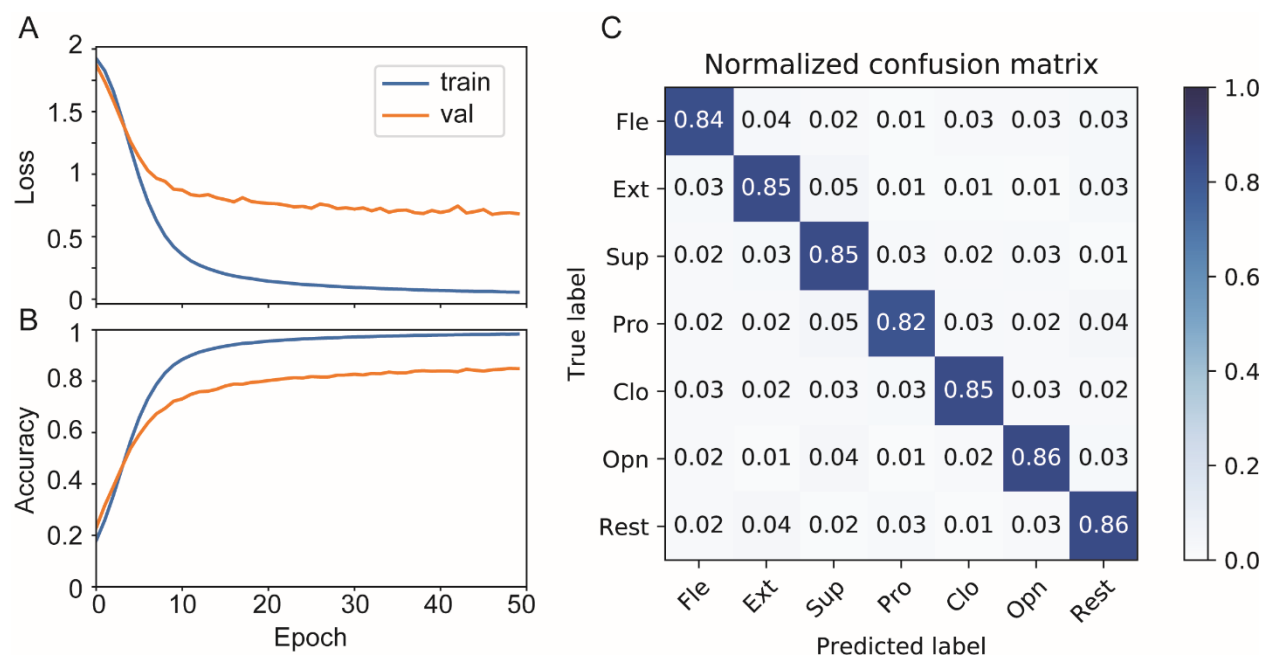 A
Loss
2
1.5
1
0.5
0
train
val
B
Accuracy
1
0.8
0.6
0.4
0.2
0
0 10 20 30 40 50
Epoch
C
Normalized confusion matrix
True label
Fle 0.84 0.04 0.02 0.01 0.03 0.03 0.03
Ext 0.03 0.85 0.05 0.01 0.01 0.01 0.03
Sup 0.02 0.03 0.85 0.03 0.02 0.03 0.01
Pro 0.02 0.02 0.05 0.82 0.03 0.02 0.04
Clo 0.03 0.02 0.03 0.03 0.85 0.03 0.02
Opn 0.02 0.01 0.04 0.01 0.02 0.86 0.03
Rest 0.02 0.04 0.02 0.03 0.01 0.03 0.86
Fle Ext Sup Pro Clo Opn Rest
Predicted label
1.0
0.8
0.6
0.4
0.2
0.0